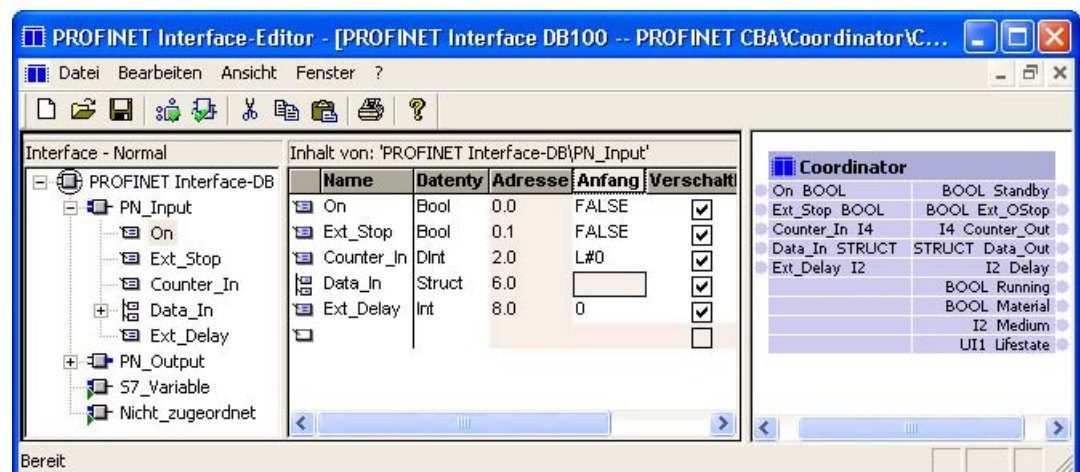 PROFINET Interface-Editor - [PROFINET Interface DB100 -- PROFINET CBA\Coordinator\C...
Datei Bearbeiten Ansicht Fenster ?
Interface - Normal
PROFINET Interface-DB
PN_Input
On
Ext_Stop
Counter_In
Data_In
Ext_Delay
PN_Output
S7_Variable
Nicht_zugeordnet
Inhalt von: 'PROFINET Interface-DB\PN_Input'
Name Datenty Adresse Anfang Verschaltl
On Bool 0.0 FALSE
Ext_Stop Bool 0.1 FALSE
Counter_In DInt 2.0 L#0
Data_In Struct 6.0
Ext_Delay Int 8.0 0
Coordinator
On BOOL BOOL Standby
Ext_Stop BOOL BOOL Ext_OStop
Counter_In I4 I4 Counter_Out
Data_In STRUCT STRUCT Data_Out
Ext_Delay I2 I2 Delay
BOOL Running
BOOL Material
I2 Medium
UI1 Lifestate
Bereit